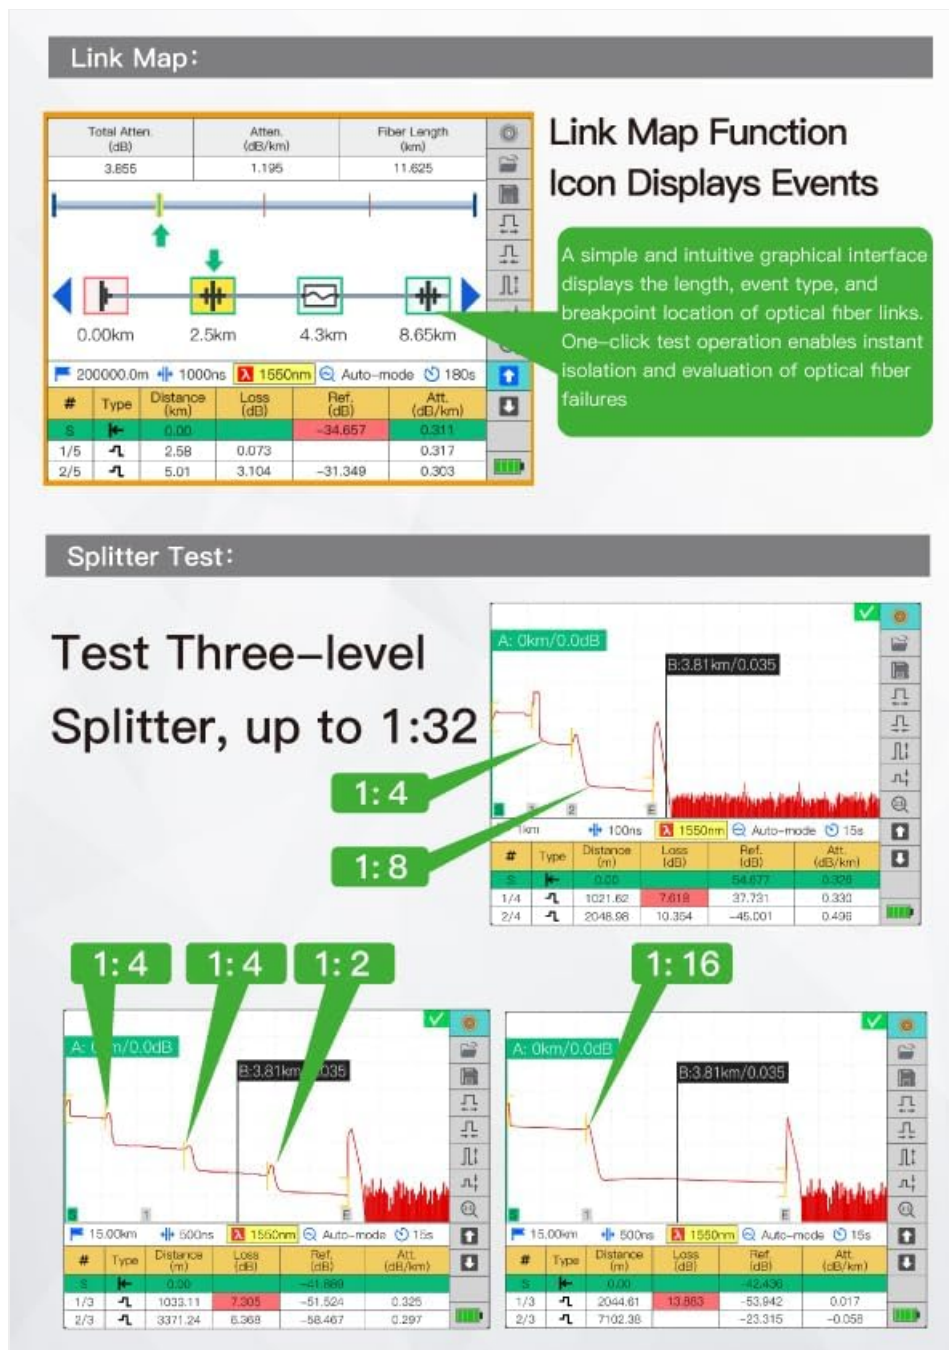 Link Map:
Total Atten. (dB) Atten. (dB/km) Fiber Length (km)
3.855 1.195 11.625
Link Map Function
Icon Displays Events
A simple and intuitive graphical interface
displays the length, event type, and
breakpoint location of optical fiber links.
One-click test operation enables instant
isolation and evaluation of optical fiber
failures
0.00km 2.5km 4.3km 8.65km
200000.0m 1000ns λ 1550nm Auto-mode 180s
# Type Distance (km) Loss (dB) Ref. (dB) Att. (dB/km)
S 0.00 -34.657 0.311
1/5 2.58 0.073 0.317
2/5 5.01 3.104 -31.349 0.303
Splitter Test:
Test Three-level
Splitter, up to 1:32
A: 0km/0.0dB
B:3.81km/0.035
1:4
1:8
S 1 2 E
1km 100ns λ 1550nm Auto-mode 15s
# Type Distance (m) Loss (dB) Ref. (dB) Att. (dB/km)
S 0.00 54.677 0.326
1/4 1021.62 7.618 37.731 0.330
2/4 2048.98 10.354 -45.001 0.496
1:4 1:4 1:2
A: 0km/0.0dB
B:3.81km 035
S 1 E
15.00km 500ns λ 1550nm Auto-mode 15s
# Type Distance (m) Loss (dB) Ref. (dB) Att. (dB/km)
S 0.00 -41.889
1/3 1033.11 7.305 -51.524 0.325
2/3 3371.24 6.368 -58.467 0.297
1:16
A: 0km/0.0dB
B:3.81km/0.035
S 1 E
15.00km 500ns λ 1550nm Auto-mode 15s
# Type Distance (m) Loss (dB) Ref. (dB) Att. (dB/km)
S 0.00 -42.436
1/3 2044.61 13.883 -53.942 0.017
2/3 7102.38 -23.315 -0.056